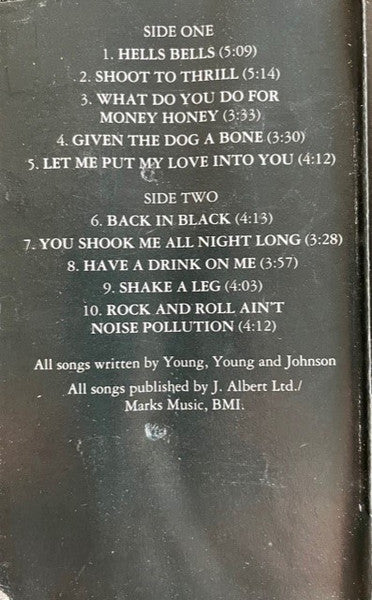 SIDE ONE
1. HELLS BELLS (5:09)
2. SHOOT TO THRILL (5:14)
3. WHAT DO YOU DO FOR
MONEY HONEY (3:33)
4. GIVEN THE DOG A BONE (3:30)
5. LET ME PUT MY LOVE INTO YOU (4:12)
SIDE TWO
6. BACK IN BLACK (4:13)
7. YOU SHOOK ME ALL NIGHT LONG (3:28)
8. HAVE A DRINK ON ME (3:57)
9. SHAKE A LEG (4:03)
10. ROCK AND ROLL AIN'T
NOISE POLLUTION (4:12)
All songs written by Young, Young and Johnson
All songs published by J. Albert Ltd./
Marks Music, BMI.